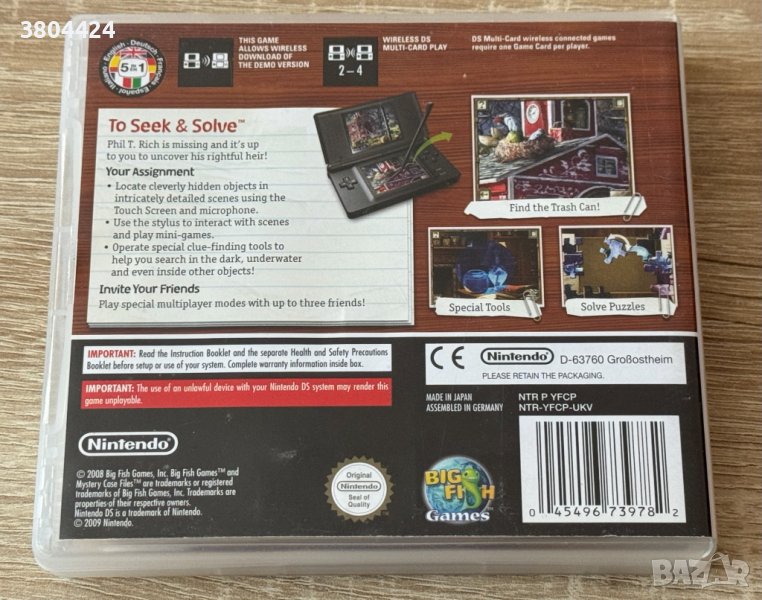 3804424
English · Deutsch · Français · Español · Italiano
5 in 1
THIS GAME
ALLOWS WIRELESS
DOWNLOAD OF
THE DEMO VERSION
2 – 4
WIRELESS DS
MULTI-CARD PLAY
DS Multi-Card wireless connected games
require one Game Card per player.
To Seek & Solve™
Phil T. Rich is missing and it's up
to you to uncover his rightful heir!
Your Assignment
• Locate cleverly hidden objects in
intricately detailed scenes using the
Touch Screen and microphone.
• Use the stylus to interact with scenes
and play mini-games.
• Operate special clue-finding tools to
help you search in the dark, underwater
and even inside other objects!
Invite Your Friends
Play special multiplayer modes with up to three friends!
Find the Trash Can!
Special Tools
Solve Puzzles
IMPORTANT: Read the Instruction Booklet and the separate Health and Safety Precautions
Booklet before setup or use of your system. Complete warranty information inside box.
IMPORTANT: The use of an unlawful device with your Nintendo DS system may render this
game unplayable.
CE Nintendo D-63760 Großostheim
PLEASE RETAIN THE PACKAGING.
MADE IN JAPAN
ASSEMBLED IN GERMANY
NTR P YFCP
NTR-YFCP-UKV
Nintendo
© 2008 Big Fish Games, Inc. Big Fish Games™ and
Mystery Case Files™ are trademarks or registered
trademarks of Big Fish Games, Inc. Trademarks are
properties of their respective owners.
Nintendo DS is a trademark of Nintendo.
© 2009 Nintendo.
Original
Nintendo
Seal of
Quality
BIG
FISH
Games
0 45496 73978 2
BAZAR